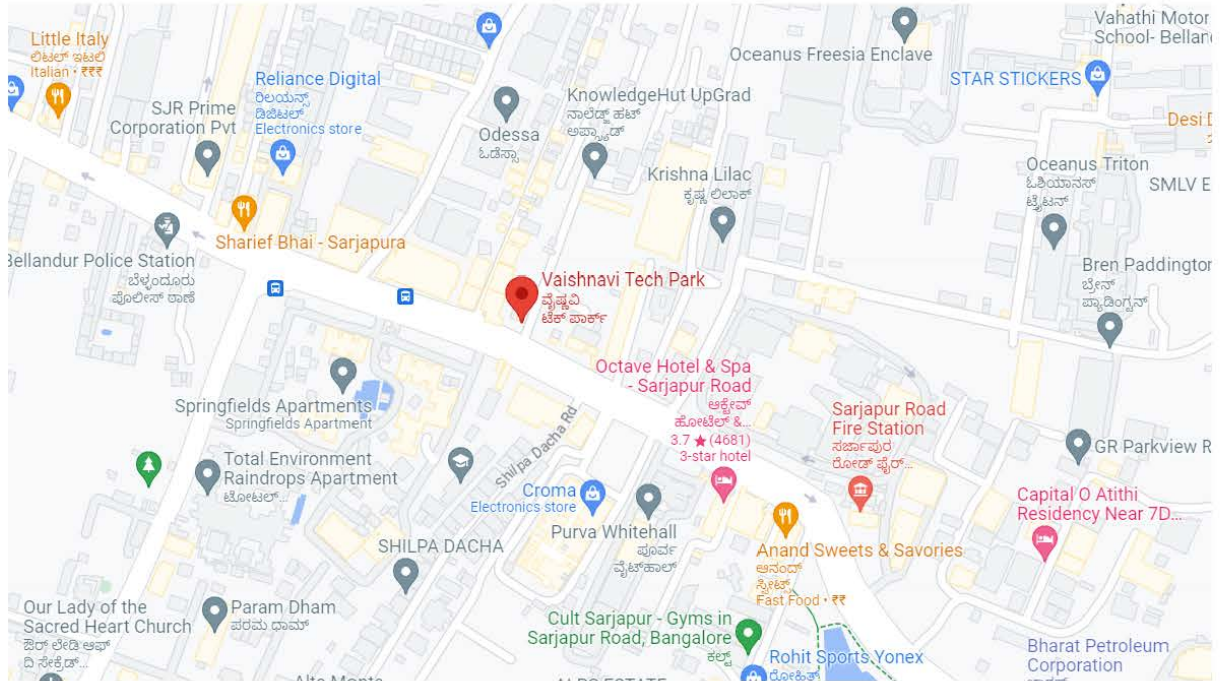 Little Italy
ಲಿಟಲ್ ಇಟಲಿ
Italian • ₹₹₹
Reliance Digital
ರಿಲಯನ್ಸ್
ಡಿಜಿಟಲ್
Electronics store
SJR Prime
Corporation Pvt
Odessa
ಓಡೆಸ್ಸಾ
KnowledgeHut UpGrad
ನಾಲೆಡ್ಜ್ ಹಟ್
ಅಪ್ಗ್ರಾಡ್
Oceanus Freesia Enclave
Vahathi Motor
School- Belland
STAR STICKERS
Desi D
Krishna Lilac
ಕೃಷ್ಣ ಲಿಲಾಕ್
Oceanus Triton
ಓಶಿಯಾನಸ್
ಟ್ರೈಟನ್
SMLV E
Sharief Bhai - Sarjapura
Bellandur Police Station
ಬೆಳ್ಳಂದೂರು
ಪೊಲೀಸ್ ಠಾಣೆ
Vaishnavi Tech Park
ವೈಷ್ಣವಿ
ಟೆಕ್ ಪಾರ್ಕ್
Bren Paddington
ಬ್ರೇನ್
ಪ್ಯಾಡಿಂಗ್ಟನ್
Octave Hotel & Spa
- Sarjapur Road
ಆಕ್ಟೇವ್
ಹೋಟೆಲ್ &...
3.7 ★ (4681)
3-star hotel
Springfields Apartments
Springfields Apartment
Shilpa Dacha Rd
Sarjapur Road
Fire Station
ಸರ್ಜಾಪುರ
ರೋಡ್ ಫೈರ್...
GR Parkview R
Total Environment
Raindrops Apartment
ಟೋಟಲ್...
Croma
Electronics store
Purva Whitehall
ಪೂರ್ವ
ವೈಟ್‌ಹಾಲ್
Capital O Atithi
Residency Near 7D...
SHILPA DACHA
Anand Sweets & Savories
ಆನಂದ್
ಸ್ವೀಟ್ಸ್
Fast Food • ₹₹
Our Lady of the
Sacred Heart Church
ಔರ್ ಲೇಡಿ ಆಫ್
ದಿ ಸೇಕ್ರೆಡ್...
Param Dham
ಪರಮ ಧಾಮ್
Cult Sarjapur - Gyms in
Sarjapur Road, Bangalore
ಕಲ್ಟ್
Rohit Sports Yonex
ರೋಹಿತ್
Bharat Petroleum
Corporation